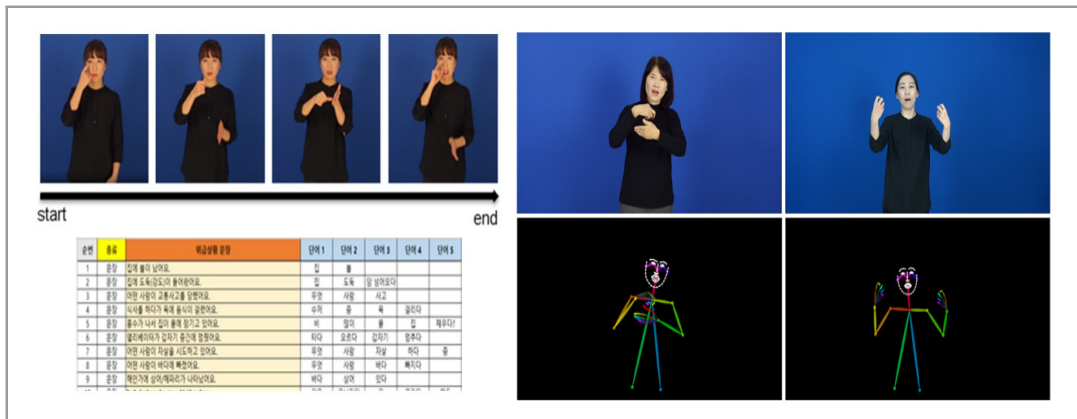 start
end
순번 종류 위급상황 문장 단어 1 단어 2 단어 3 단어 4 단어 5
1 문장 집에 불이 났어요. 집 불
2 문장 집에 도둑(강도)이 들어왔어요. 집 도둑 담 넘어오다
3 문장 어떤 사람이 교통사고를 당했어요. 무엇 사람 사고
4 문장 식사를 하다가 목에 음식이 걸렸어요. 수저 중 목 걸리다
5 문장 홍수가 나서 집이 물에 잠기고 있어요. 비 많이 물 집 채우다?
6 문장 엘리베이터가 갑자기 중간에 멈췄어요. 타다 오르다 갑자기 멈추다
7 문장 어떤 사람이 자살을 시도하고 있어요. 무엇 사람 자살 하다 중
8 문장 어떤 사람이 바다에 빠졌어요. 무엇 사람 바다 빠지다
9 문장 해안가에 상어/해파리가 나타났어요. 바다 상어 있다